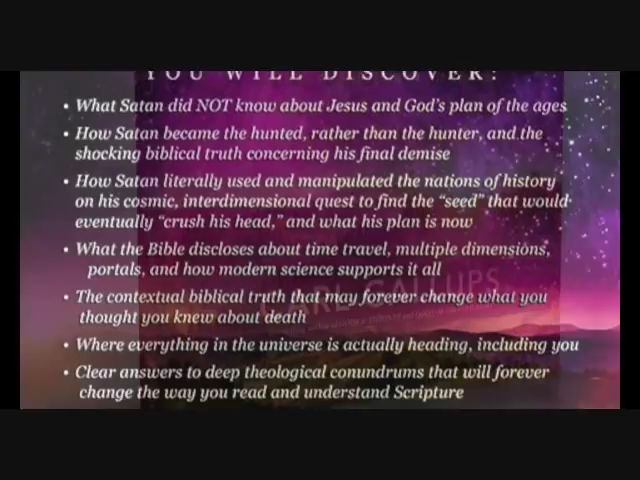 YOU WILL DISCOVER:
• What Satan did NOT know about Jesus and God's plan of the ages
• How Satan became the hunted, rather than the hunter, and the
shocking biblical truth concerning his final demise
• How Satan literally used and manipulated the nations of history
on his cosmic, interdimensional quest to find the “seed” that would
eventually “crush his head,” and what his plan is now
• What the Bible discloses about time travel, multiple dimensions,
portals, and how modern science supports it all
CARL GALLUPS
• The contextual biblical truth that may forever change what you
thought you knew about death
• Where everything in the universe is actually heading, including you
• Clear answers to deep theological conundrums that will forever
change the way you read and understand Scripture